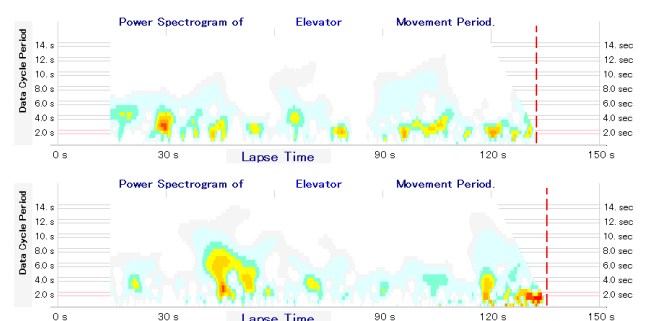 Power Spectrogram of Elevator Movement Period.
Data Cycle Period
14. s 14. sec
12. s 12. sec
10. s 10. sec
8.0 s 8.0 sec
6.0 s 6.0 sec
4.0 s 4.0 sec
2.0 s 2.0 sec
0 s 30 s Lapse Time 90 s 120 s 150 s
Power Spectrogram of Elevator Movement Period.
Data Cycle Period
14. s 14. sec
12. s 12. sec
10. s 10. sec
8.0 s 8.0 sec
6.0 s 6.0 sec
4.0 s 4.0 sec
2.0 s 2.0 sec
0 s 30 s Lapse Time 90 s 120 s 150 s